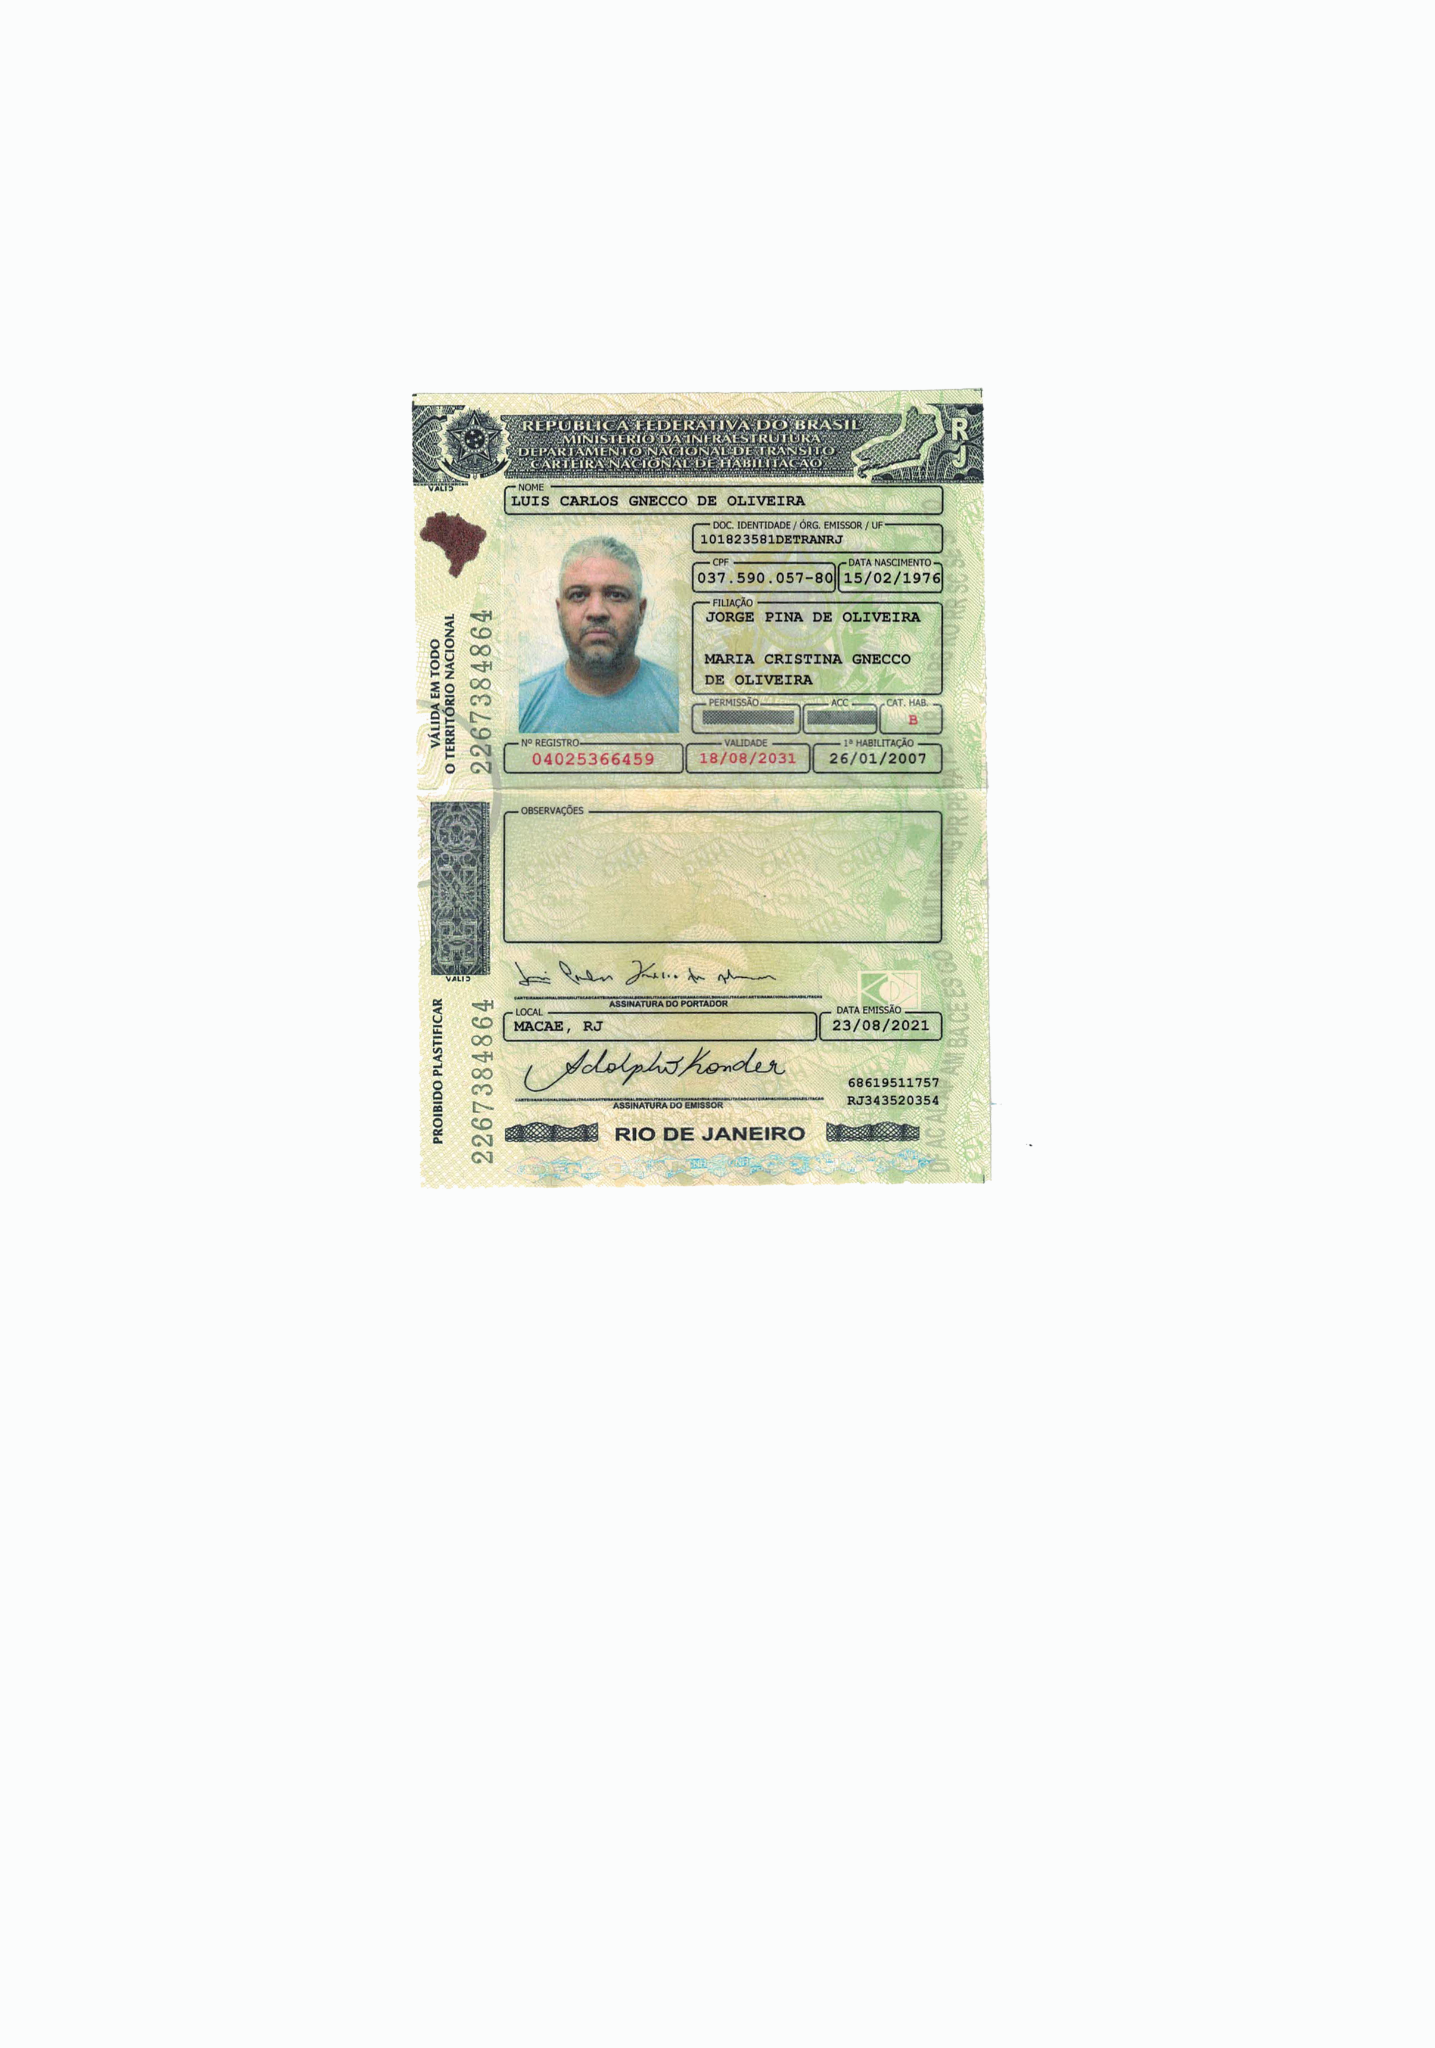 REPÚBLICA FEDERATIVA DO BRASIL
MINISTÉRIO DA INFRAESTRUTURA
DEPARTAMENTO NACIONAL DE TRÂNSITO
CARTEIRA NACIONAL DE HABILITAÇÃO
RJ
NOME
LUIS CARLOS GNECCO DE OLIVEIRA
DOC. IDENTIDADE / ÓRG. EMISSOR / UF
101823581DETRANRJ
CPF
DATA NASCIMENTO
037.590.057-80
15/02/1976
FILIAÇÃO
JORGE PINA DE OLIVEIRA
MARIA CRISTINA GNECCO
DE OLIVEIRA
PERMISSÃO
ACC
CAT. HAB.
B
Nº REGISTRO
VALIDADE
1ª HABILITAÇÃO
04025366459
18/08/2031
26/01/2007
VÁLIDA EM TODO
O TERRITÓRIO NACIONAL
2267384864
OBSERVAÇÕES
ASSINATURA DO PORTADOR
LOCAL
DATA EMISSÃO
MACAE, RJ
23/08/2021
Adolpho Konder
68619511757
RJ343520354
ASSINATURA DO EMISSOR
RIO DE JANEIRO
PROIBIDO PLASTIFICAR
2267384864